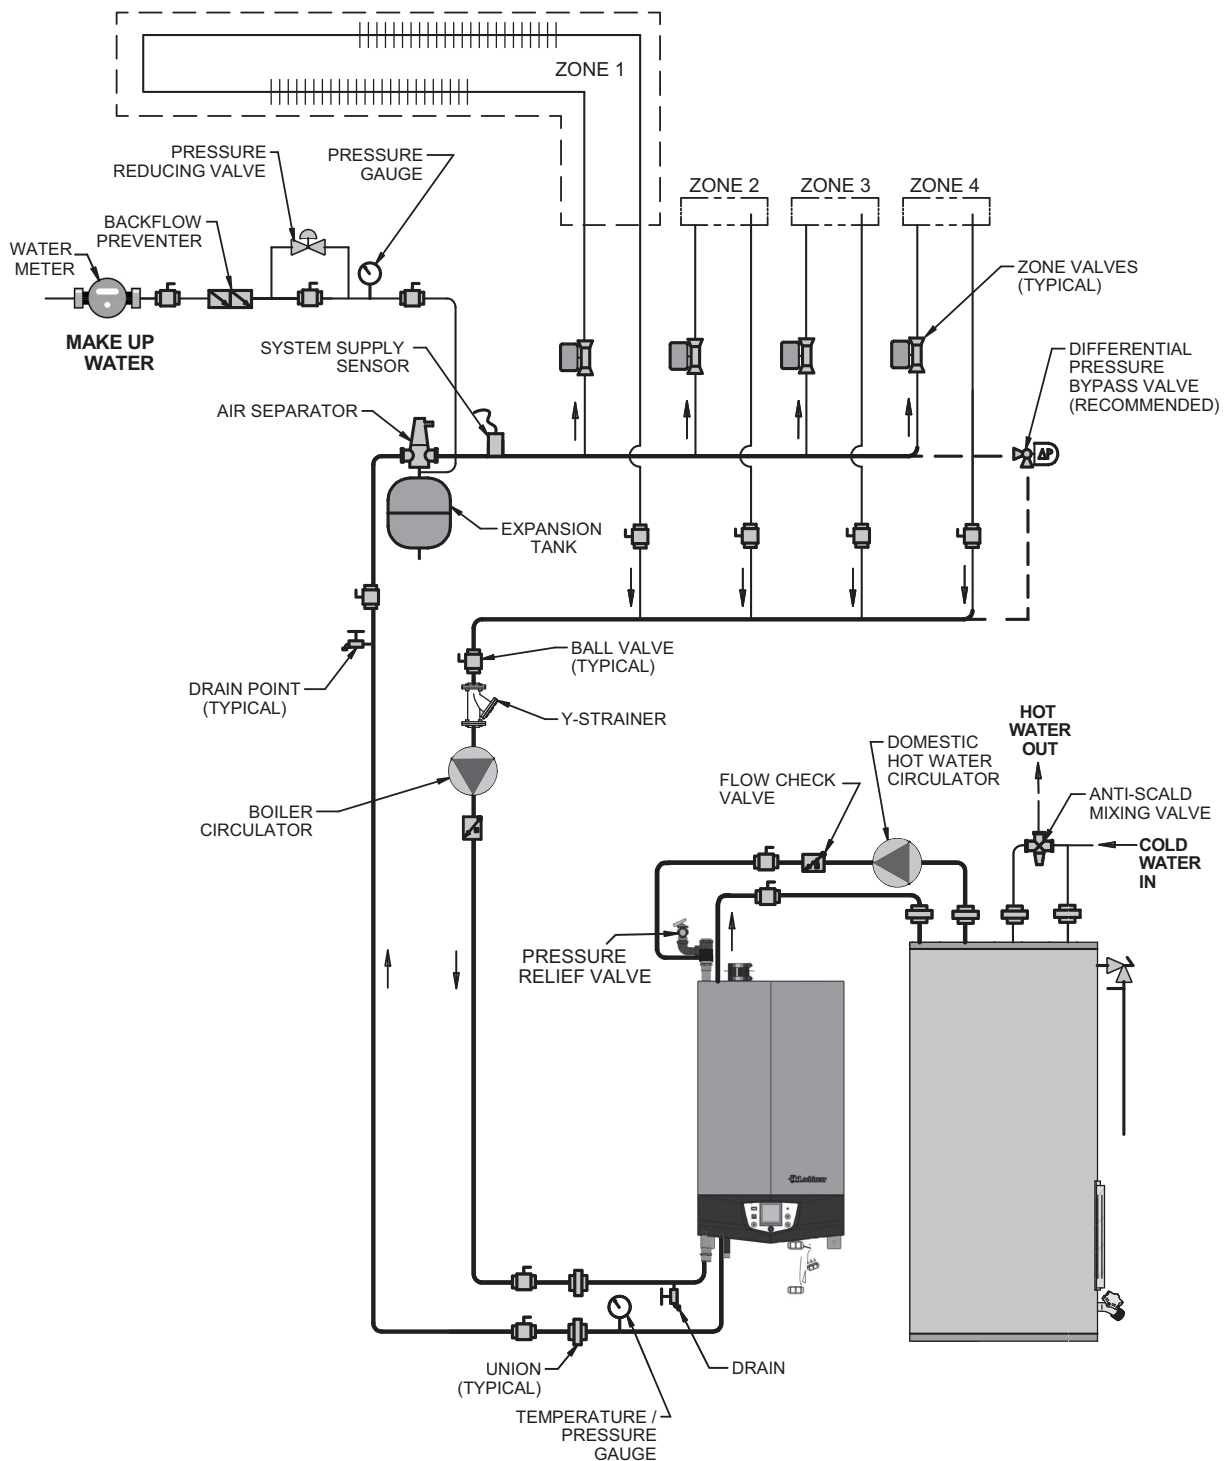 ZONE 1
PRESSURE
REDUCING VALVE
PRESSURE
GAUGE
ZONE 2
ZONE 3
ZONE 4
BACKFLOW
PREVENTER
WATER
METER
ZONE VALVES
(TYPICAL)
MAKE UP
WATER
SYSTEM SUPPLY
SENSOR
DIFFERENTIAL
PRESSURE
BYPASS VALVE
(RECOMMENDED)
AIR SEPARATOR
ΔP
EXPANSION
TANK
BALL VALVE
(TYPICAL)
DRAIN POINT
(TYPICAL)
Y-STRAINER
HOT
WATER
OUT
DOMESTIC
HOT WATER
CIRCULATOR
FLOW CHECK
VALVE
ANTI-SCALD
MIXING VALVE
BOILER
CIRCULATOR
COLD
WATER
IN
PRESSURE
RELIEF VALVE
Lochinvar
UNION
(TYPICAL)
DRAIN
TEMPERATURE /
PRESSURE
GAUGE